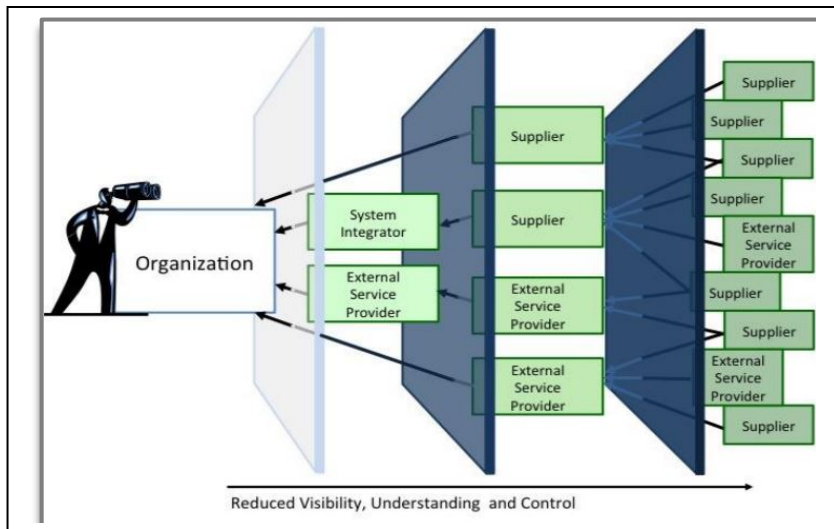 Organization
System
Integrator
External
Service
Provider
Supplier
Supplier
External
Service
Provider
External
Service
Provider
Supplier
Supplier
Supplier
Supplier
External
Service
Provider
Supplier
Supplier
External
Service
Provider
Supplier
Reduced Visibility, Understanding and Control